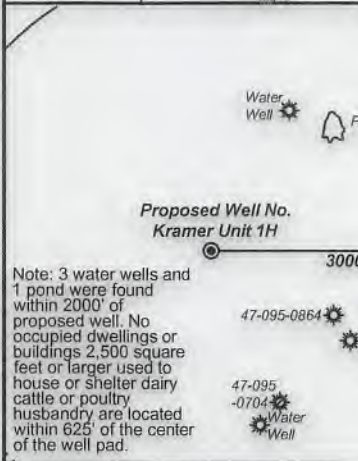 Water
Well
P
Proposed Well No.
Kramer Unit 1H
3000
Note: 3 water wells and
1 pond were found
within 2000' of
proposed well. No
occupied dwellings or
buildings 2,500 square
feet or larger used to
house or shelter dairy
cattle or poultry
husbandry are located
within 625' of the center
of the well pad.
47-095-0864
47-095
-0704
Water
Well